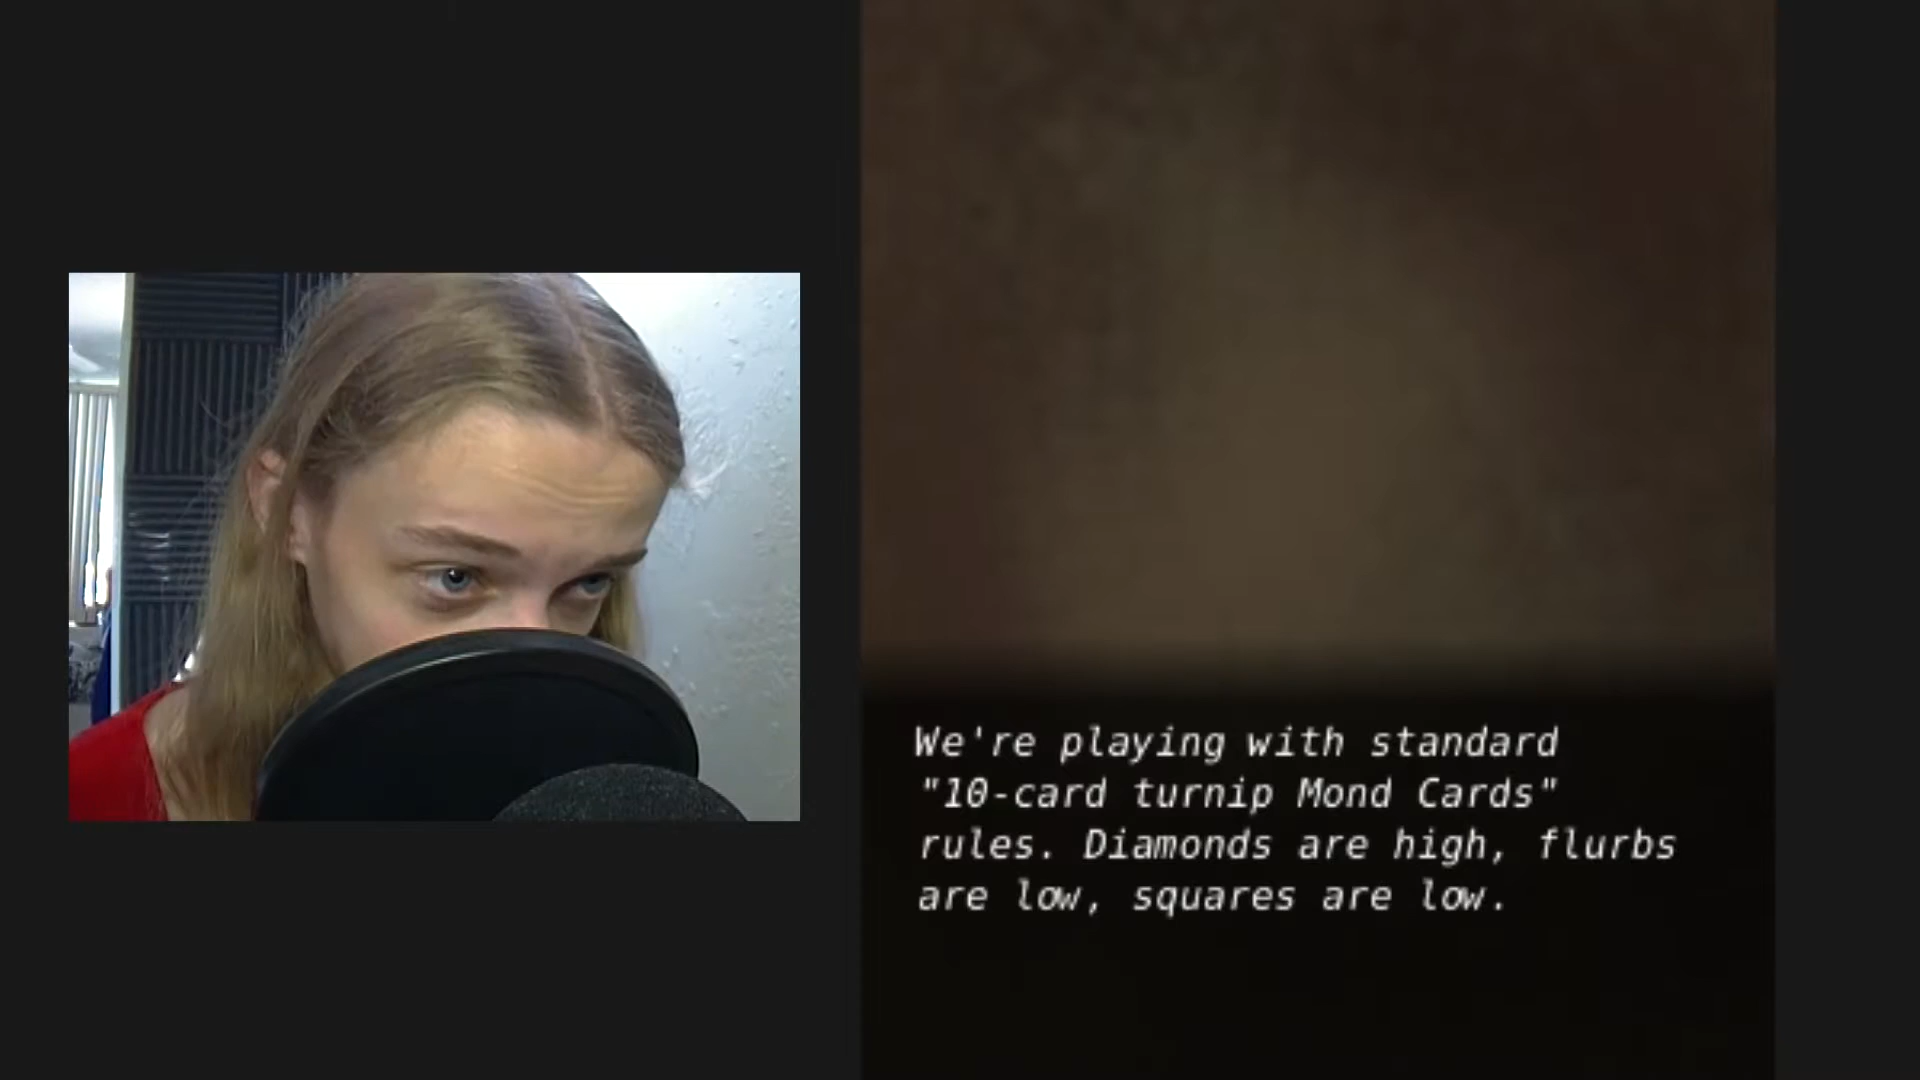 We're playing with standard
"10-card turnip Mond Cards"
rules. Diamonds are high, flurbs
are low, squares are low.